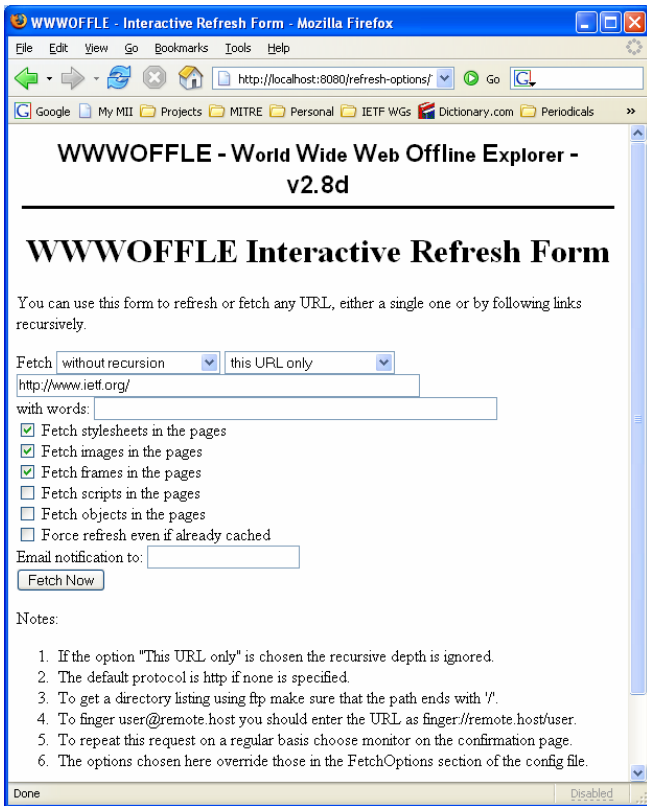 WWWOFFLE - Interactive Refresh Form - Mozilla Firefox
File Edit View Go Bookmarks Tools Help
http://localhost:8080/refresh-options/ Go G
G Google My MII Projects MITRE Personal IETF WGs Dictionary.com Periodicals »
WWWOFFLE - World Wide Web Offline Explorer -
v2.8d
WWWOFFLE Interactive Refresh Form
You can use this form to refresh or fetch any URL, either a single one or by following links
recursively.
Fetch without recursion this URL only
http://www.ietf.org/
with words:
Fetch stylesheets in the pages
Fetch images in the pages
Fetch frames in the pages
Fetch scripts in the pages
Fetch objects in the pages
Force refresh even if already cached
Email notification to:
Fetch Now
Notes:
1. If the option "This URL only" is chosen the recursive depth is ignored.
2. The default protocol is http if none is specified.
3. To get a directory listing using ftp make sure that the path ends with '/'.
4. To finger user@remote.host you should enter the URL as finger://remote.host/user.
5. To repeat this request on a regular basis choose monitor on the confirmation page.
6. The options chosen here override those in the FetchOptions section of the config file.
Done Disabled